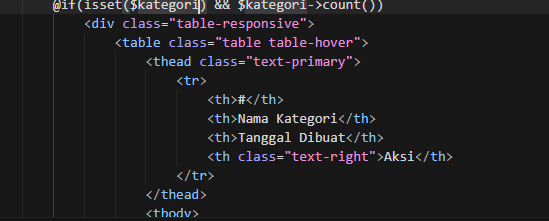 @if(isset($kategori) && $kategori->count())
<div class="table-responsive">
<table class="table table-hover">
<thead class="text-primary">
<tr>
<th>#</th>
<th>Nama Kategori</th>
<th>Tanggal Dibuat</th>
<th class="text-right">Aksi</th>
</tr>
</thead>
<tbody>